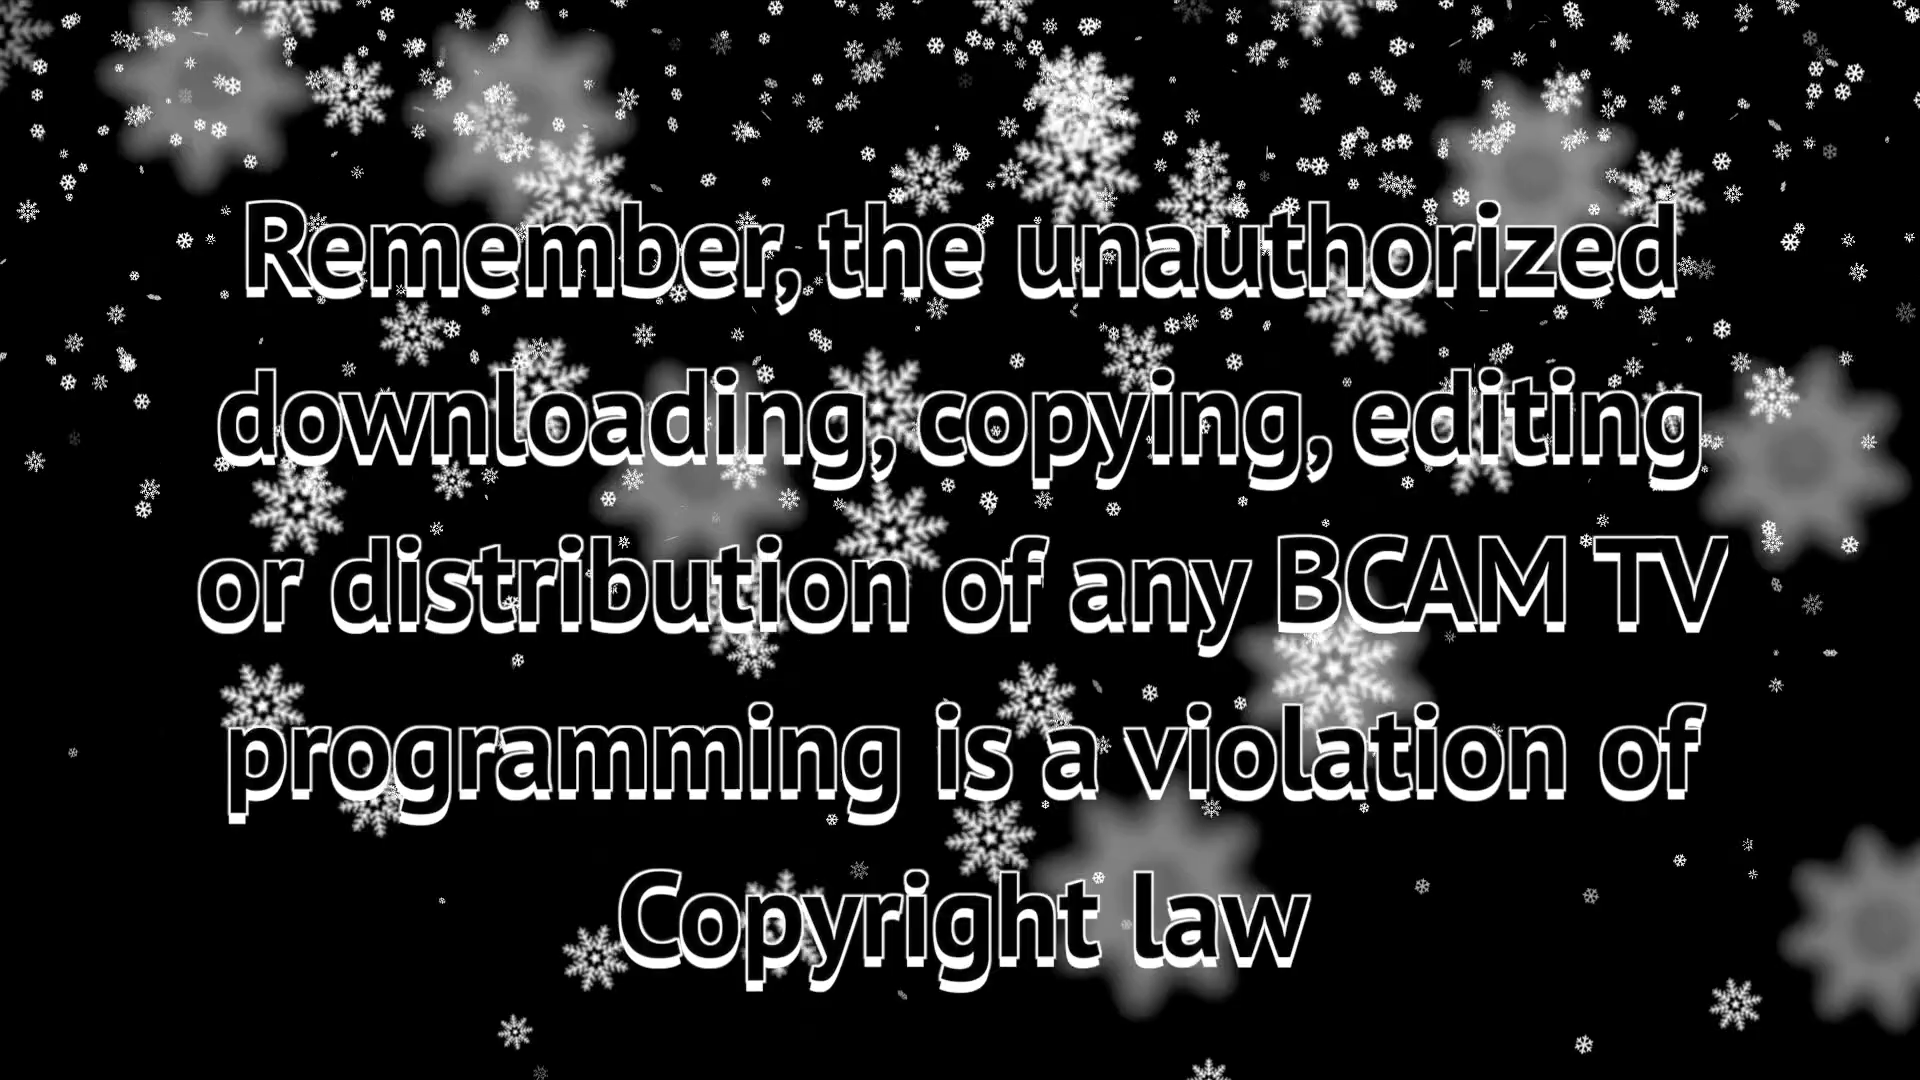 Remember, the unauthorized
downloading, copying, editing
or distribution of any BCAM TV
programming is a violation of
Copyright law